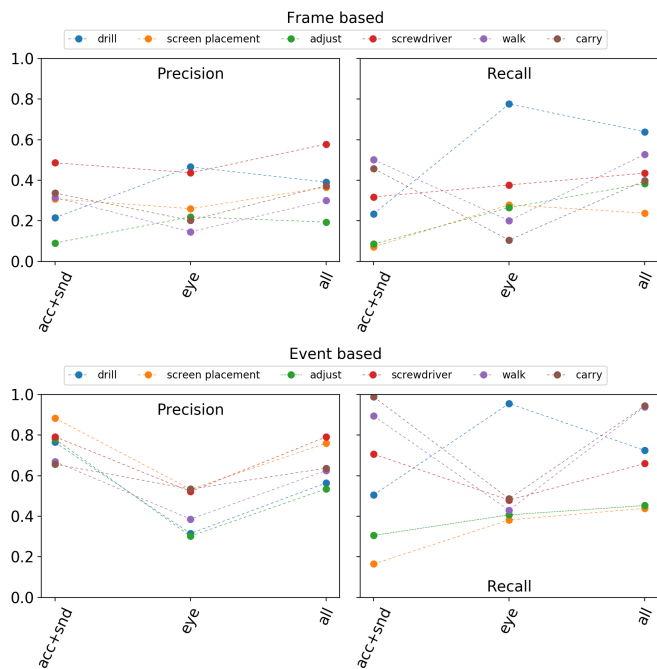 Frame based
drill screen placement adjust screwdriver walk carry
Precision Recall
1.0
0.8
0.6
0.4
0.2
0.0
acc+snd eye all acc+snd eye all
Event based
drill screen placement adjust screwdriver walk carry
Precision
1.0
0.8
0.6
0.4
0.2
0.0
Recall
acc+snd eye all acc+snd eye all